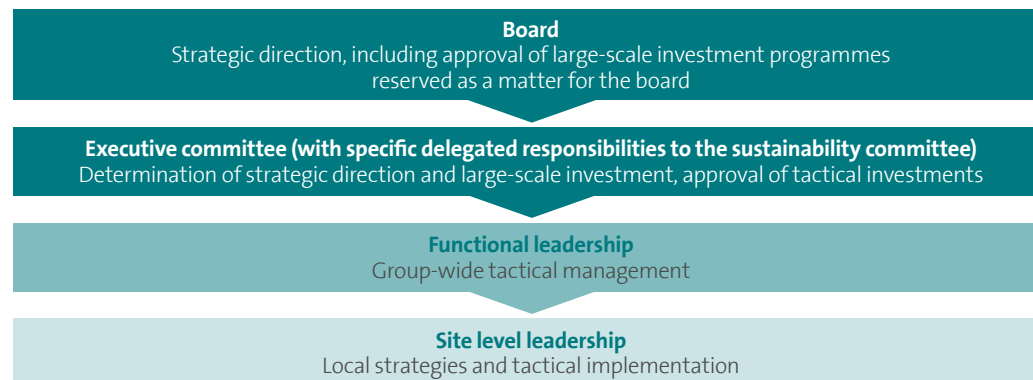 Board
Strategic direction, including approval of large-scale investment programmes
reserved as a matter for the board
Executive committee (with specific delegated responsibilities to the sustainability committee)
Determination of strategic direction and large-scale investment, approval of tactical investments
Functional leadership
Group-wide tactical management
Site level leadership
Local strategies and tactical implementation